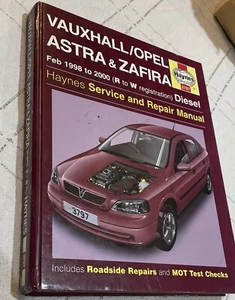 VAUXHALL/OPEL
ASTRA & ZAFIRA
Feb 1998 to 2000 (R to W registration) Diesel
Haynes
Haynes Service and Repair Manual
3797
Includes Roadside Repairs and MOT Test Checks